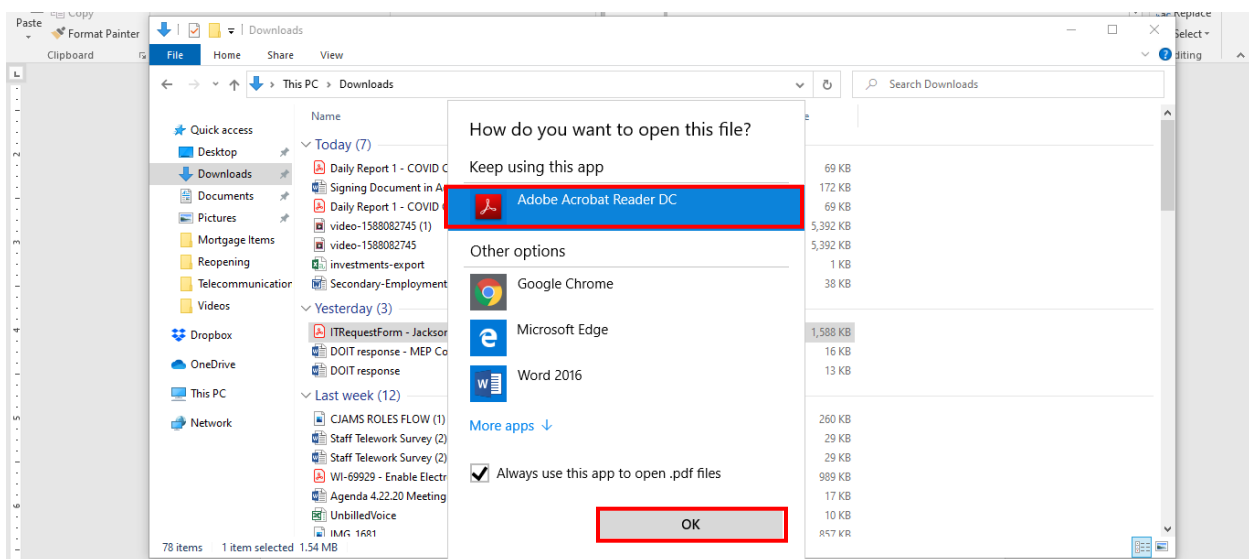 Copy
Replace
Paste
Format Painter
Select
Clipboard
Editing
Downloads
File Home Share View
This PC > Downloads
Search Downloads
Name
Quick access
Desktop
Downloads
Documents
Pictures
Mortgage Items
Reopening
Telecommunication
Videos
Dropbox
OneDrive
This PC
Network
Today (7)
Daily Report 1 - COVID 69 KB
Signing Document in 172 KB
Daily Report 1 - COVID 69 KB
video-1588082745 (1) 5,392 KB
video-1588082745 5,392 KB
investments-export 1 KB
Secondary-Employment 38 KB
Yesterday (3)
ITRequestForm - Jackson 1,588 KB
DOIT response - MEP Co 16 KB
DOIT response 13 KB
Last week (12)
CJAMS ROLES FLOW (1) 260 KB
Staff Telework Survey (2) 29 KB
Staff Telework Survey (2) 29 KB
WI-69929 - Enable Electr 989 KB
Agenda 4.22.20 Meeting 17 KB
UnbilledVoice 10 KB
IMG_1681 857 KB
78 items 1 item selected 1.54 MB
How do you want to open this file?
Keep using this app
Adobe Acrobat Reader DC
Other options
Google Chrome
Microsoft Edge
Word 2016
More apps ↓
Always use this app to open .pdf files
OK